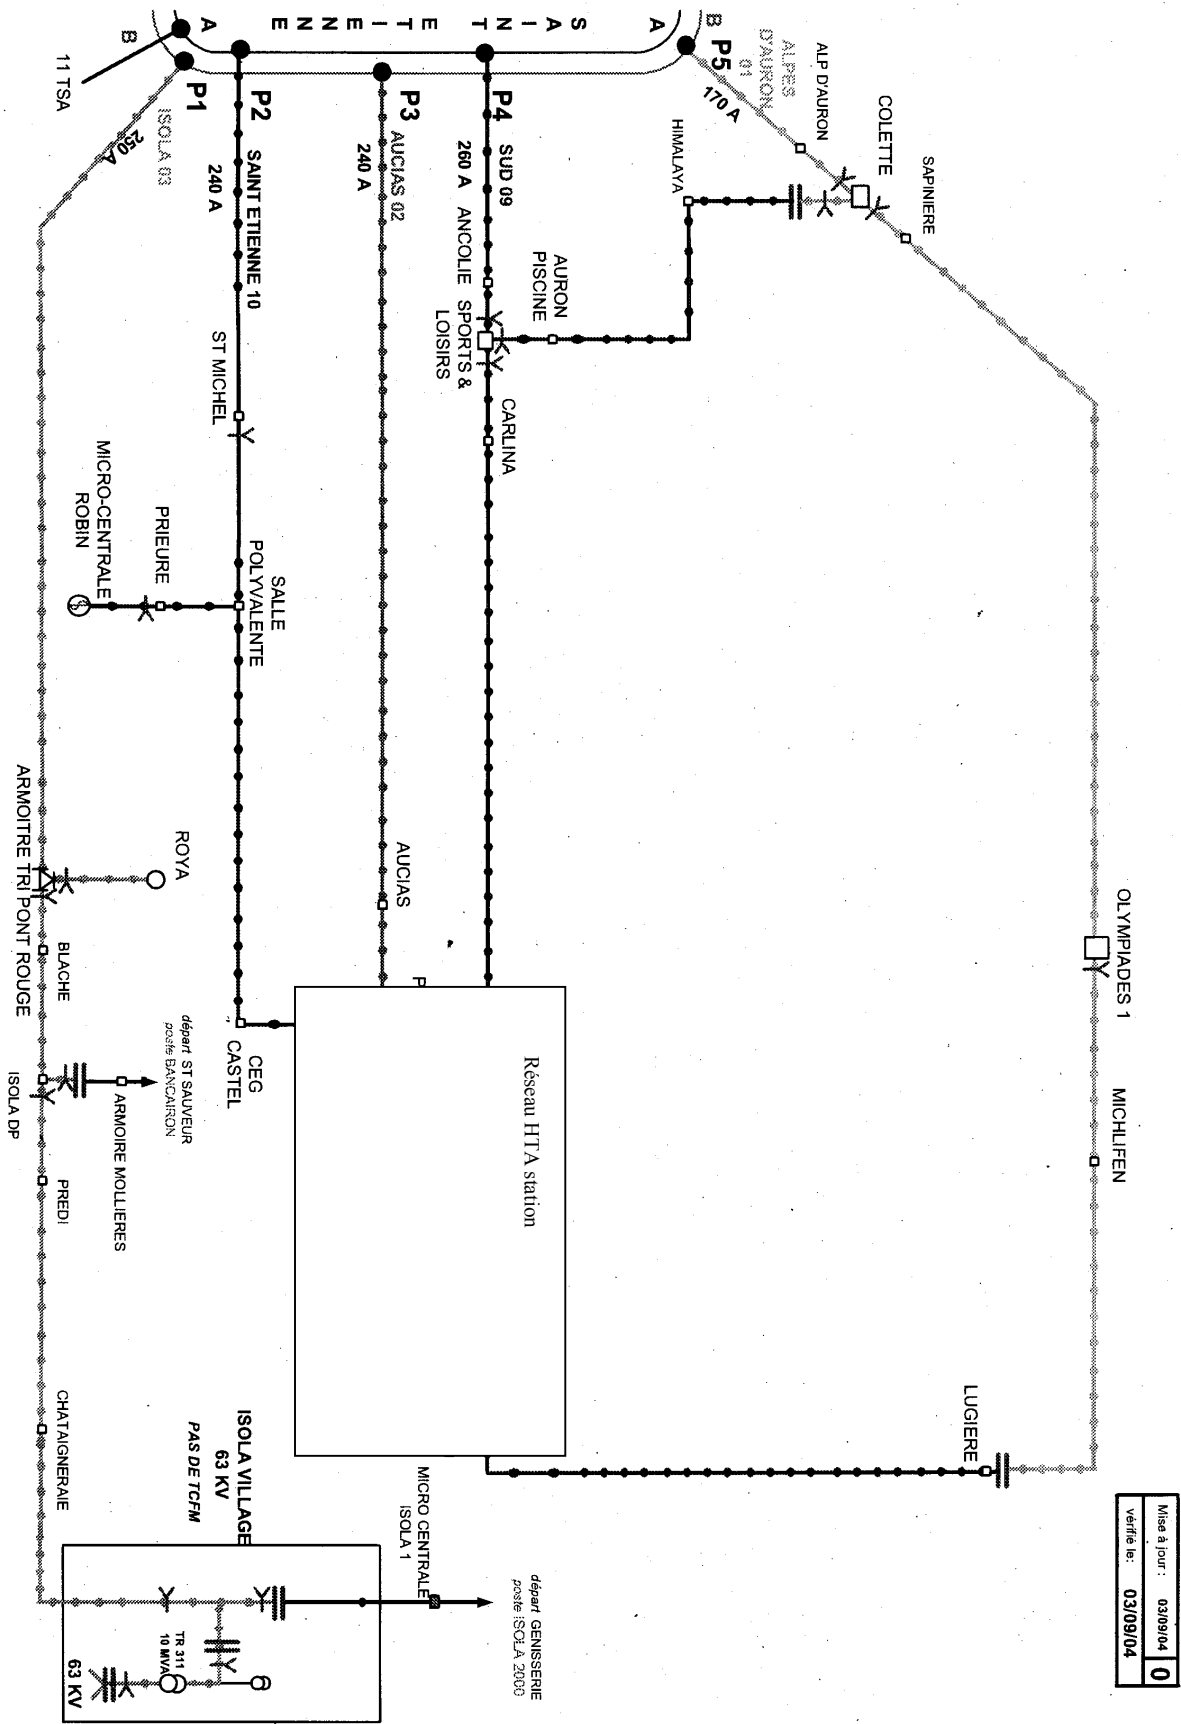 SAINT ETIENNE
A
B
A
B
11 TSA
P1
ISOLA 03
250 A
P2
SAINT ETIENNE 10
240 A
P3
AUCIAS 02
240 A
P4
SUD 09
260 A
P5
ALPES
D'AURON
01
170 A
ALP D'AURON
COLETTE
SAPINIERE
HIMALAYA
AURON
PISCINE
ANCOLIE
SPORTS &
LOISIRS
CARLINA
ST MICHEL
SALLE
POLYVALENTE
PRIEURE
MICRO-CENTRALE
ROBIN
ROYA
ARMOITRE TRI PONT ROUGE
BLACHE
AUCIAS
P
CEG
CASTEL
départ ST SAUVEUR
poste BANCAIRON
ARMOIRE MOLLIERES
ISOLA DP
PREDI
CHATAIGNERAIE
Réseau HTA station
OLYMPIADES 1
MICHLIFEN
LUGIERE
ISOLA VILLAGE
63 KV
PAS DE TCFM
MICRO CENTRALE
ISOLA 1
départ GENISSERIE
poste ISOLA 2000
TR 311
10 MVA
63 KV
Mise à jour : 03/09/04 0
vérifié le: 03/09/04